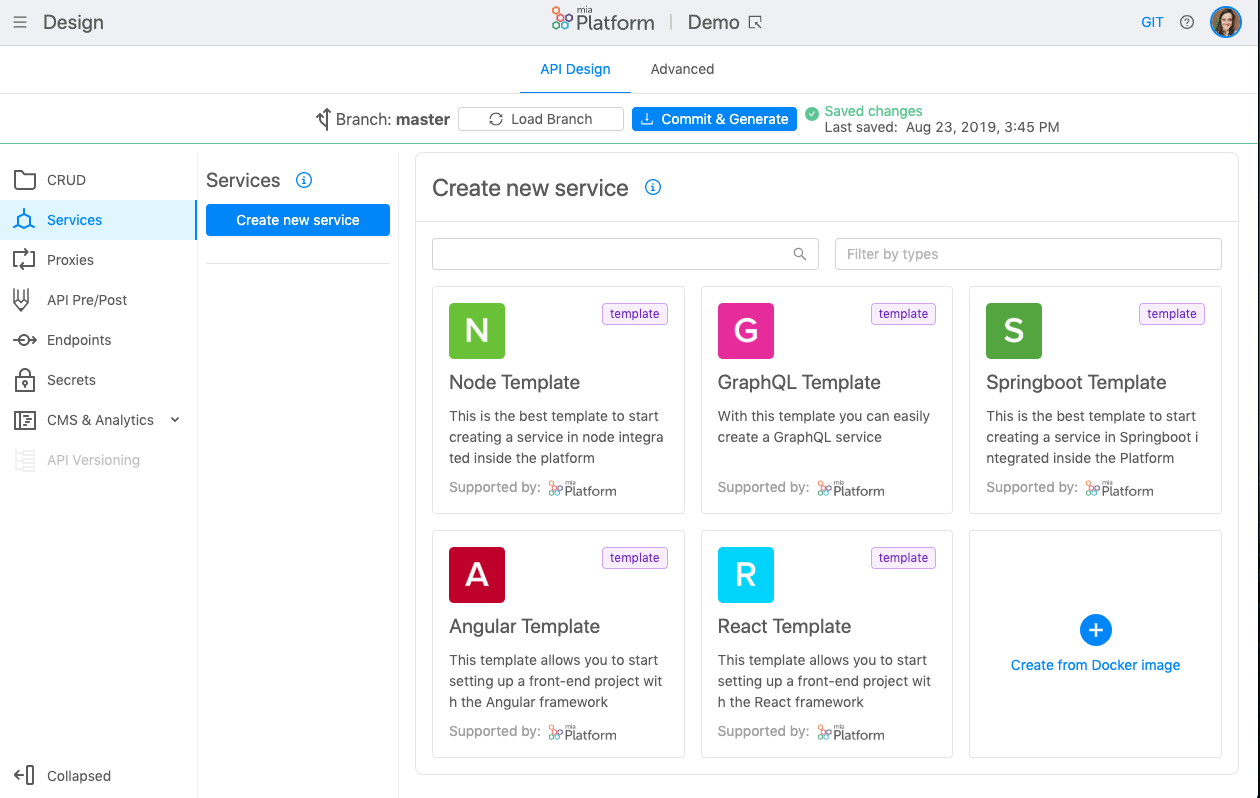 Design
mia
Platform
Demo
GIT
API Design
Advanced
Branch: master
Load Branch
Commit & Generate
Saved changes
Last saved: Aug 23, 2019, 3:45 PM
CRUD
Services
Proxies
API Pre/Post
Endpoints
Secrets
CMS & Analytics
API Versioning
Collapsed
Services
Create new service
Create new service
Filter by types
N
template
Node Template
This is the best template to start
creating a service in node integra
ted inside the platform
Supported by: mia Platform
G
template
GraphQL Template
With this template you can easily
create a GraphQL service
Supported by: mia Platform
S
template
Springboot Template
This is the best template to start
creating a service in Springboot i
ntegrated inside the Platform
Supported by: mia Platform
A
template
Angular Template
This template allows you to start
setting up a front-end project wit
h the Angular framework
Supported by: mia Platform
R
template
React Template
This template allows you to start
setting up a front-end project wit
h the React framework
Supported by: mia Platform
Create from Docker image